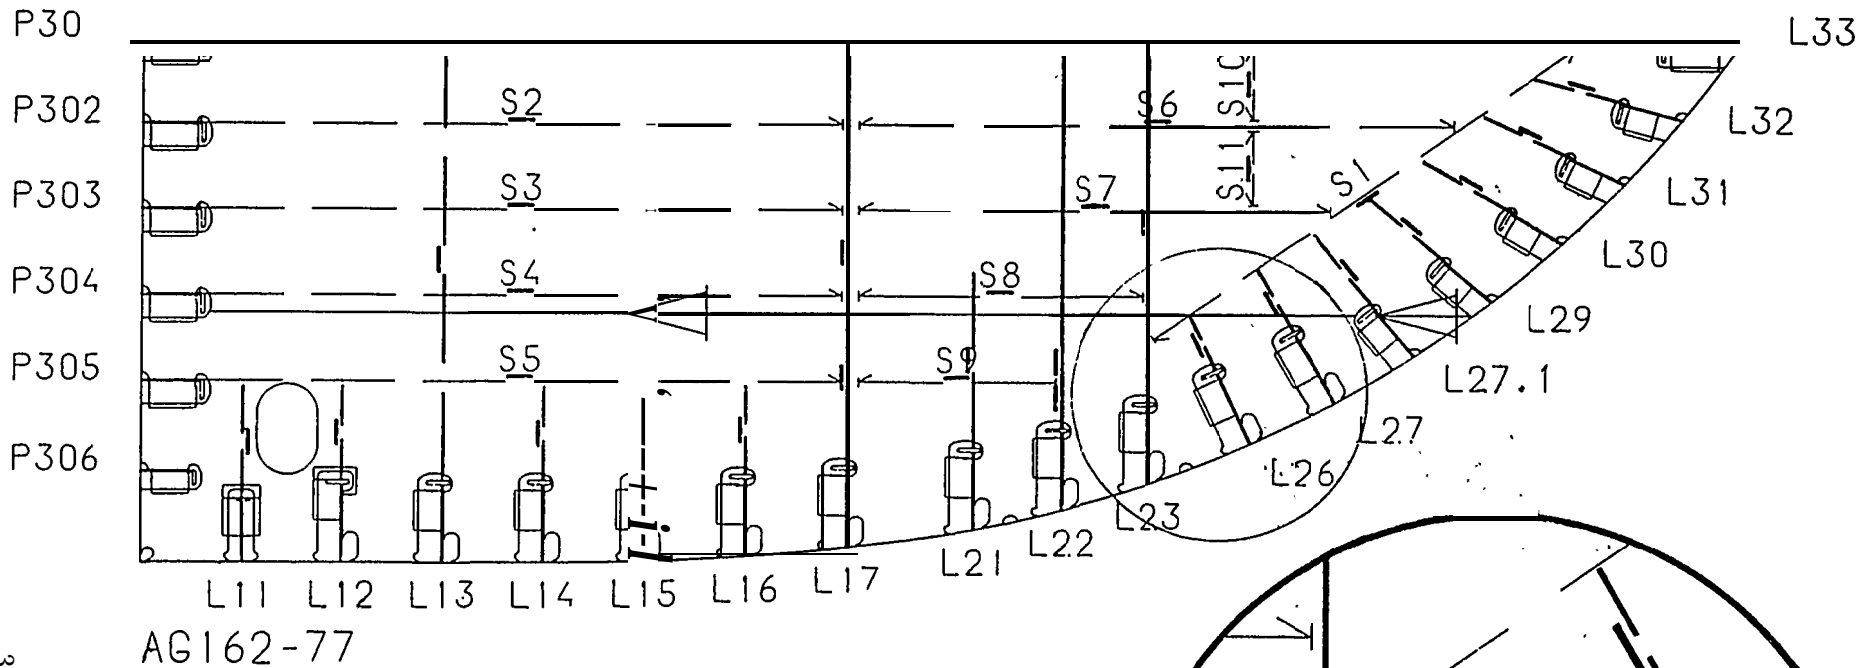 P30 L33
P302 S2 S6 S10 L32
P303 S3 S7 S11 S1 L31
P304 S4 S8 L30
L29
P305 S5 S9 L27.1
P306 L27
L26
L23
L22
L21
L11 L12 L13 L14 L15 L16 L17
AG162-77
3